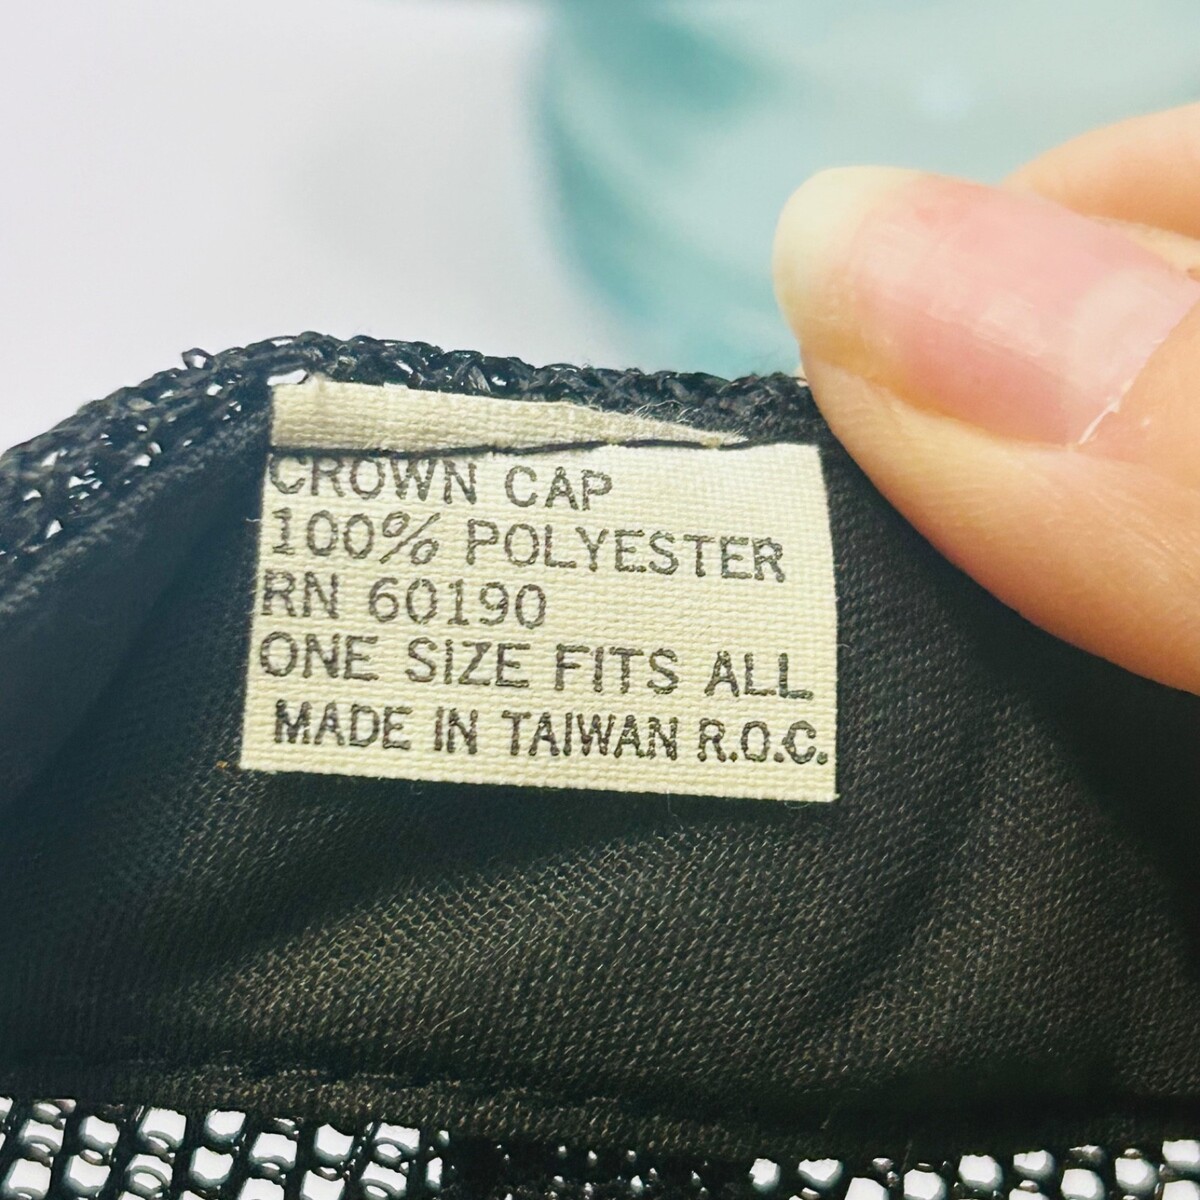 CROWN CAP
100% POLYESTER
RN 60190
ONE SIZE FITS ALL
MADE IN TAIWAN R.O.C.